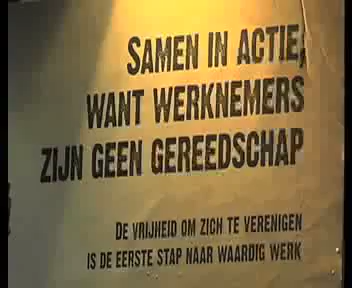 SAMEN IN ACTIE,
WANT WERKNEMERS
ZIJN GEEN GEREEDSCHAP
DE VRIJHEID OM ZICH TE VERENIGEN
IS DE EERSTE STAP NAAR WAARDIG WERK